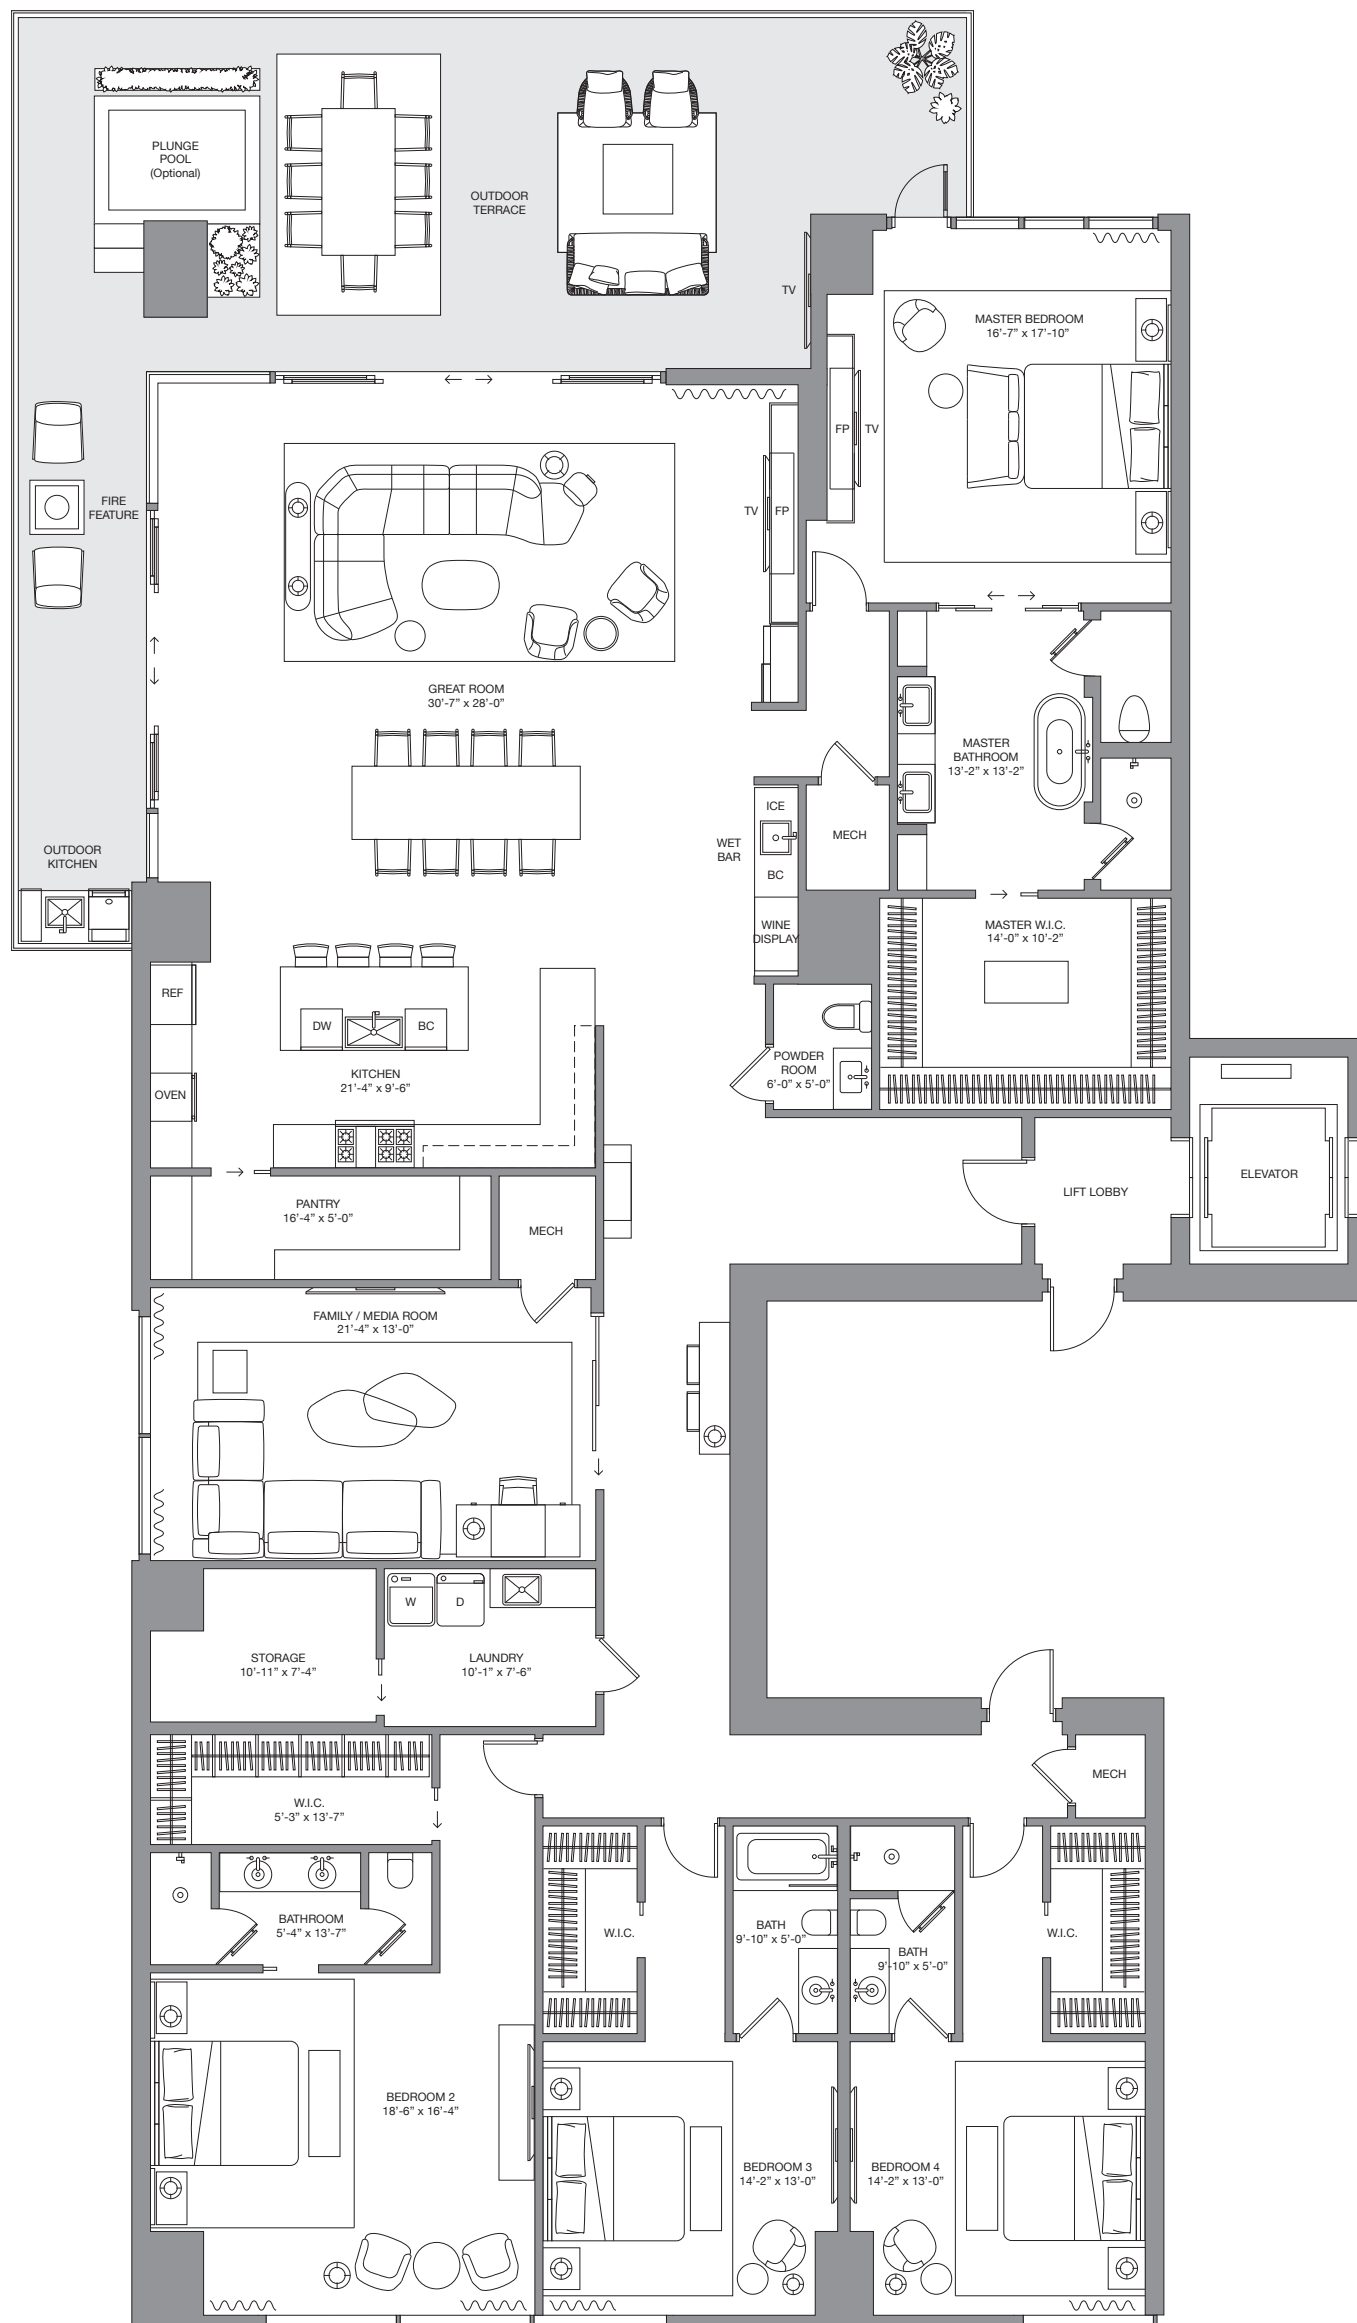 PLUNGE
POOL
(Optional)
OUTDOOR
TERRACE
TV
MASTER BEDROOM
16'-7" x 17'-10"
FP
TV
FIRE
FEATURE
TV
FP
GREAT ROOM
30'-7" x 28'-0"
MASTER
BATHROOM
13'-2" x 13'-2"
OUTDOOR
KITCHEN
ICE
WET
BAR
BC
MECH
WINE
DISPLAY
MASTER W.I.C.
14'-0" x 10'-2"
REF
DW
BC
KITCHEN
21'-4" x 9'-6"
OVEN
POWDER
ROOM
6'-0" x 5'-0"
PANTRY
16'-4" x 5'-0"
MECH
LIFT LOBBY
ELEVATOR
FAMILY / MEDIA ROOM
21'-4" x 13'-0"
W
D
STORAGE
10'-11" x 7'-4"
LAUNDRY
10'-1" x 7'-6"
MECH
W.I.C.
5'-3" x 13'-7"
BATHROOM
5'-4" x 13'-7"
W.I.C.
BATH
9'-10" x 5'-0"
BATH
9'-10" x 5'-0"
W.I.C.
BEDROOM 2
18'-6" x 16'-4"
BEDROOM 3
14'-2" x 13'-0"
BEDROOM 4
14'-2" x 13'-0"